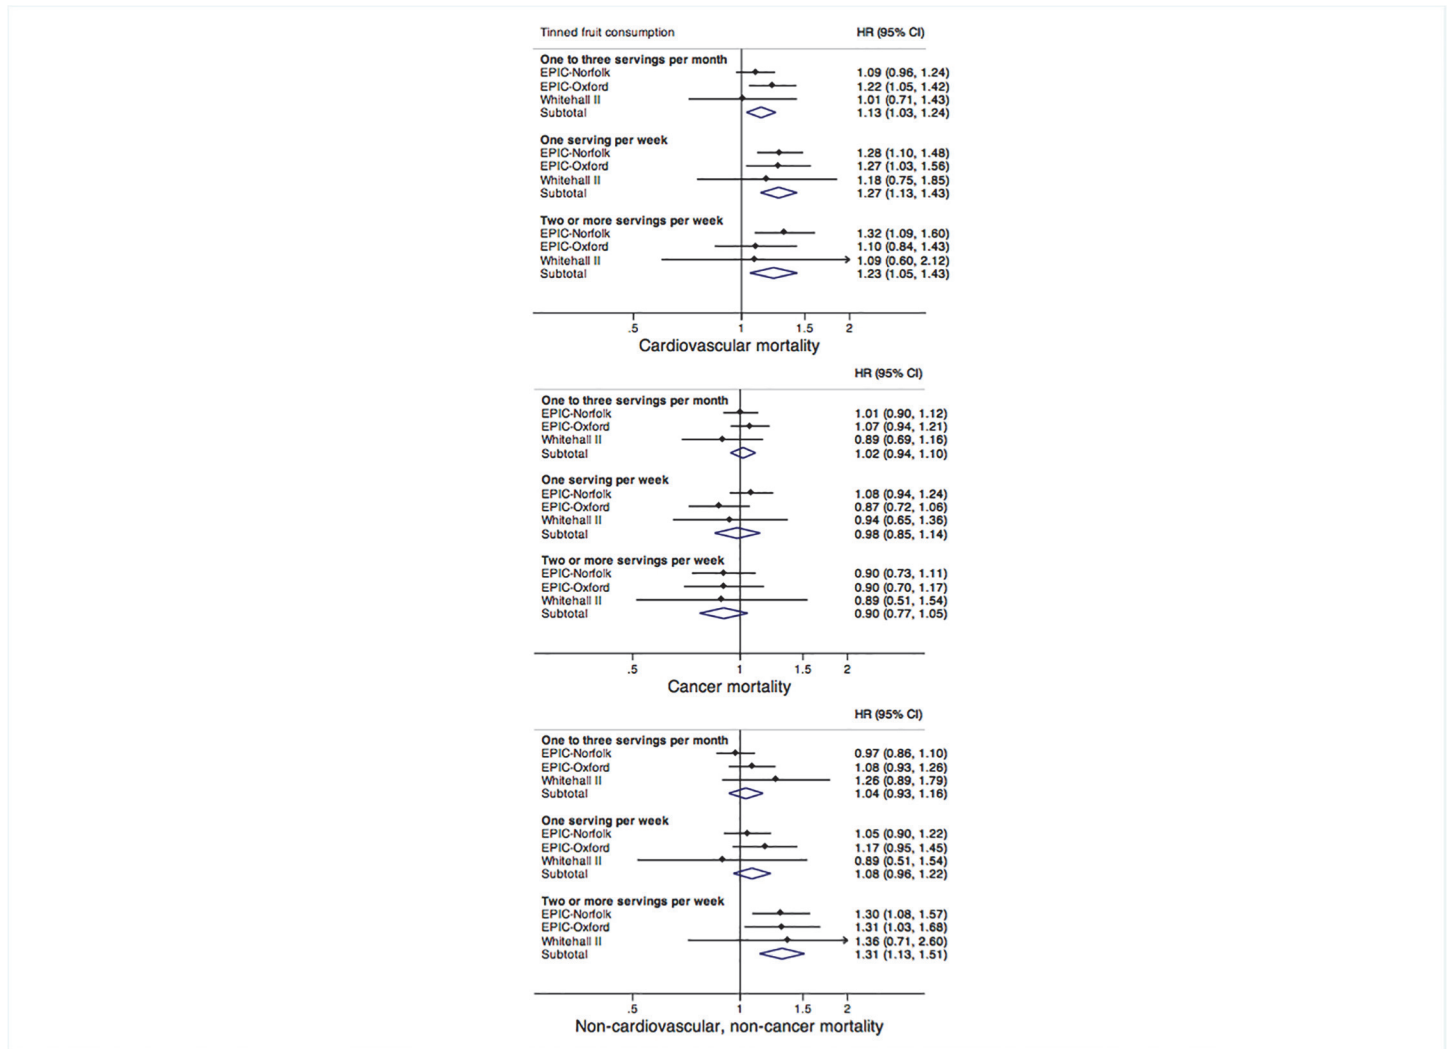 Tinned fruit consumption HR (95% CI)
One to three servings per month
EPIC-Norfolk 1.09 (0.96, 1.24)
EPIC-Oxford 1.22 (1.05, 1.42)
Whitehall II 1.01 (0.71, 1.43)
Subtotal 1.13 (1.03, 1.24)
One serving per week
EPIC-Norfolk 1.28 (1.10, 1.48)
EPIC-Oxford 1.27 (1.03, 1.56)
Whitehall II 1.18 (0.75, 1.85)
Subtotal 1.27 (1.13, 1.43)
Two or more servings per week
EPIC-Norfolk 1.32 (1.09, 1.60)
EPIC-Oxford 1.10 (0.84, 1.43)
Whitehall II 1.09 (0.60, 2.12)
Subtotal 1.23 (1.05, 1.43)
.5 1 1.5 2
Cardiovascular mortality
HR (95% CI)
One to three servings per month
EPIC-Norfolk 1.01 (0.90, 1.12)
EPIC-Oxford 1.07 (0.94, 1.21)
Whitehall II 0.89 (0.69, 1.16)
Subtotal 1.02 (0.94, 1.10)
One serving per week
EPIC-Norfolk 1.08 (0.94, 1.24)
EPIC-Oxford 0.87 (0.72, 1.06)
Whitehall II 0.94 (0.65, 1.36)
Subtotal 0.98 (0.85, 1.14)
Two or more servings per week
EPIC-Norfolk 0.90 (0.73, 1.11)
EPIC-Oxford 0.90 (0.70, 1.17)
Whitehall II 0.89 (0.51, 1.54)
Subtotal 0.90 (0.77, 1.05)
.5 1 1.5 2
Cancer mortality
HR (95% CI)
One to three servings per month
EPIC-Norfolk 0.97 (0.86, 1.10)
EPIC-Oxford 1.08 (0.93, 1.26)
Whitehall II 1.26 (0.89, 1.79)
Subtotal 1.04 (0.93, 1.16)
One serving per week
EPIC-Norfolk 1.05 (0.90, 1.22)
EPIC-Oxford 1.17 (0.95, 1.45)
Whitehall II 0.89 (0.51, 1.54)
Subtotal 1.08 (0.96, 1.22)
Two or more servings per week
EPIC-Norfolk 1.30 (1.08, 1.57)
EPIC-Oxford 1.31 (1.03, 1.68)
Whitehall II 1.36 (0.71, 2.60)
Subtotal 1.31 (1.13, 1.51)
.5 1 1.5 2
Non-cardiovascular, non-cancer mortality